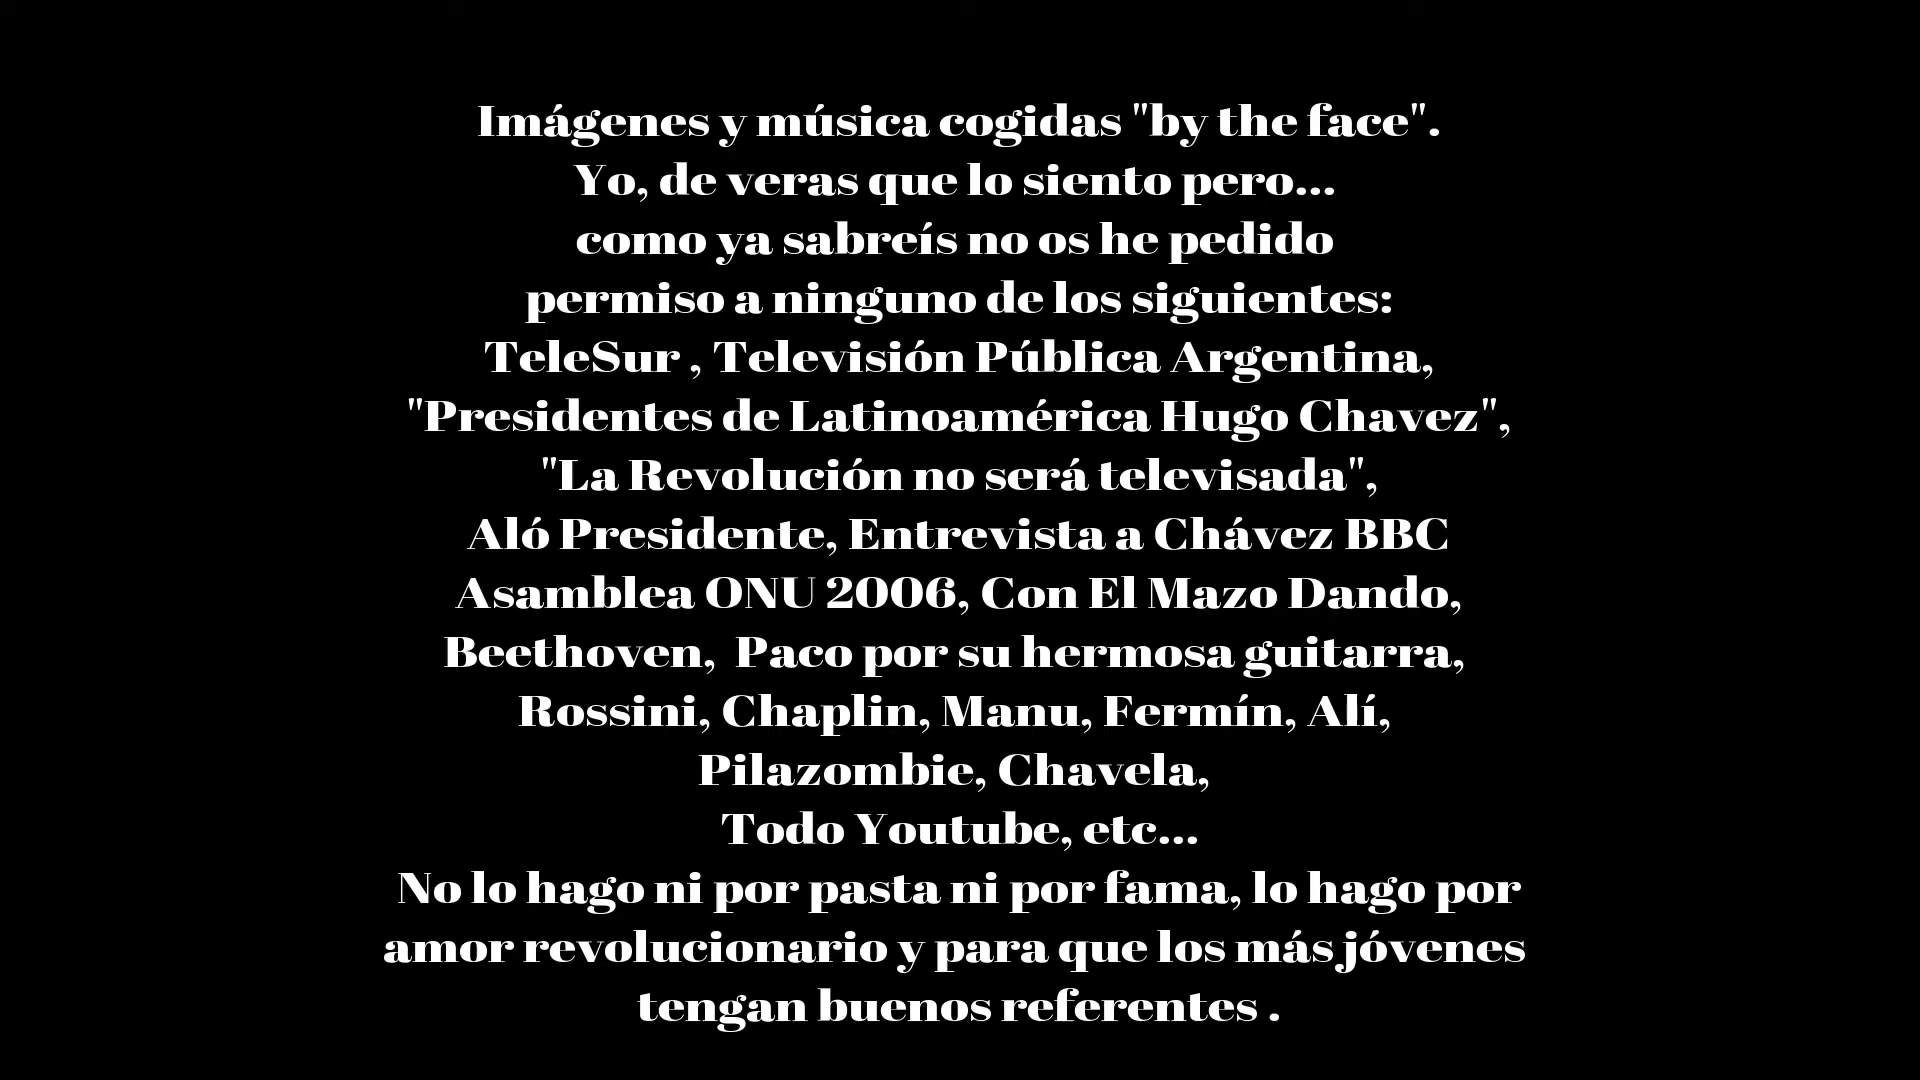 Imágenes y música cogidas "by the face".
Yo, de veras que lo siento pero...
como ya sabreís no os he pedido
permiso a ninguno de los siguientes:
TeleSur , Televisión Pública Argentina,
"Presidentes de Latinoamérica Hugo Chavez",
"La Revolución no será televisada",
Aló Presidente, Entrevista a Chávez BBC
Asamblea ONU 2006, Con El Mazo Dando,
Beethoven,  Paco por su hermosa guitarra,
Rossini, Chaplin, Manu, Fermín, Alí,
Pilazombie, Chavela,
Todo Youtube, etc...
No lo hago ni por pasta ni por fama, lo hago por
amor revolucionario y para que los más jóvenes
tengan buenos referentes .